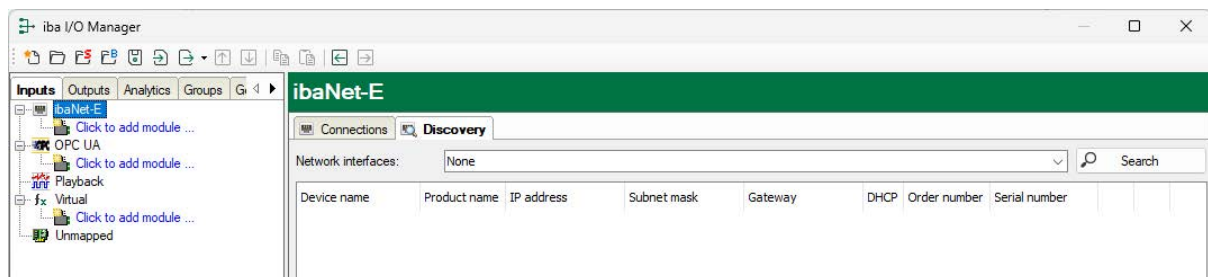 iba I/O Manager
Inputs Outputs Analytics Groups
ibaNet-E
Click to add module ...
OPC UA
Click to add module ...
Playback
Virtual
Click to add module ...
Unmapped
ibaNet-E
Connections Discovery
Network interfaces: None Search
Device name Product name IP address Subnet mask Gateway DHCP Order number Serial number